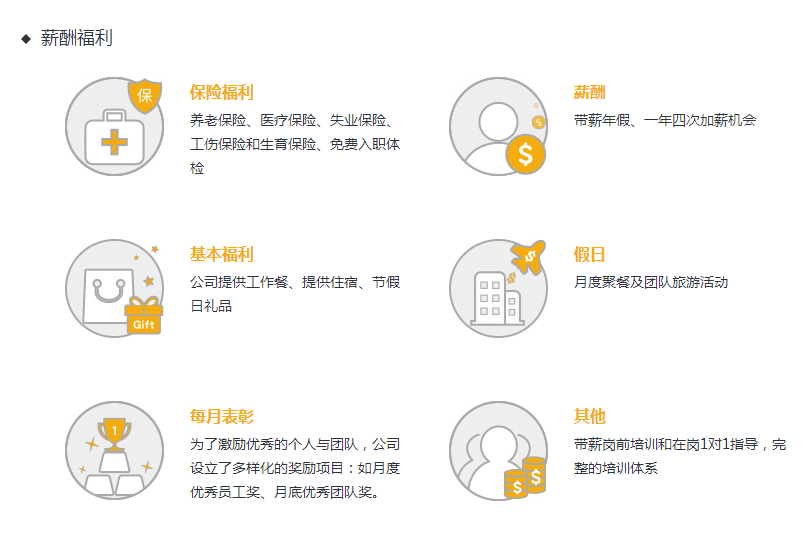 薪酬福利
保
保险福利
养老保险、医疗保险、失业保险、
工伤保险和生育保险、免费入职体
检
$
$
薪酬
带薪年假、一年四次加薪机会
Gift
基本福利
公司提供工作餐、提供住宿、节假
日礼品
假日
月度聚餐及团队旅游活动
1
每月表彰
为了激励优秀的个人与团队，公司
设立了多样化的奖励项目：如月度
优秀员工奖、月底优秀团队奖。
$
$
其他
带薪岗前培训和在岗1对1指导，完
整的培训体系